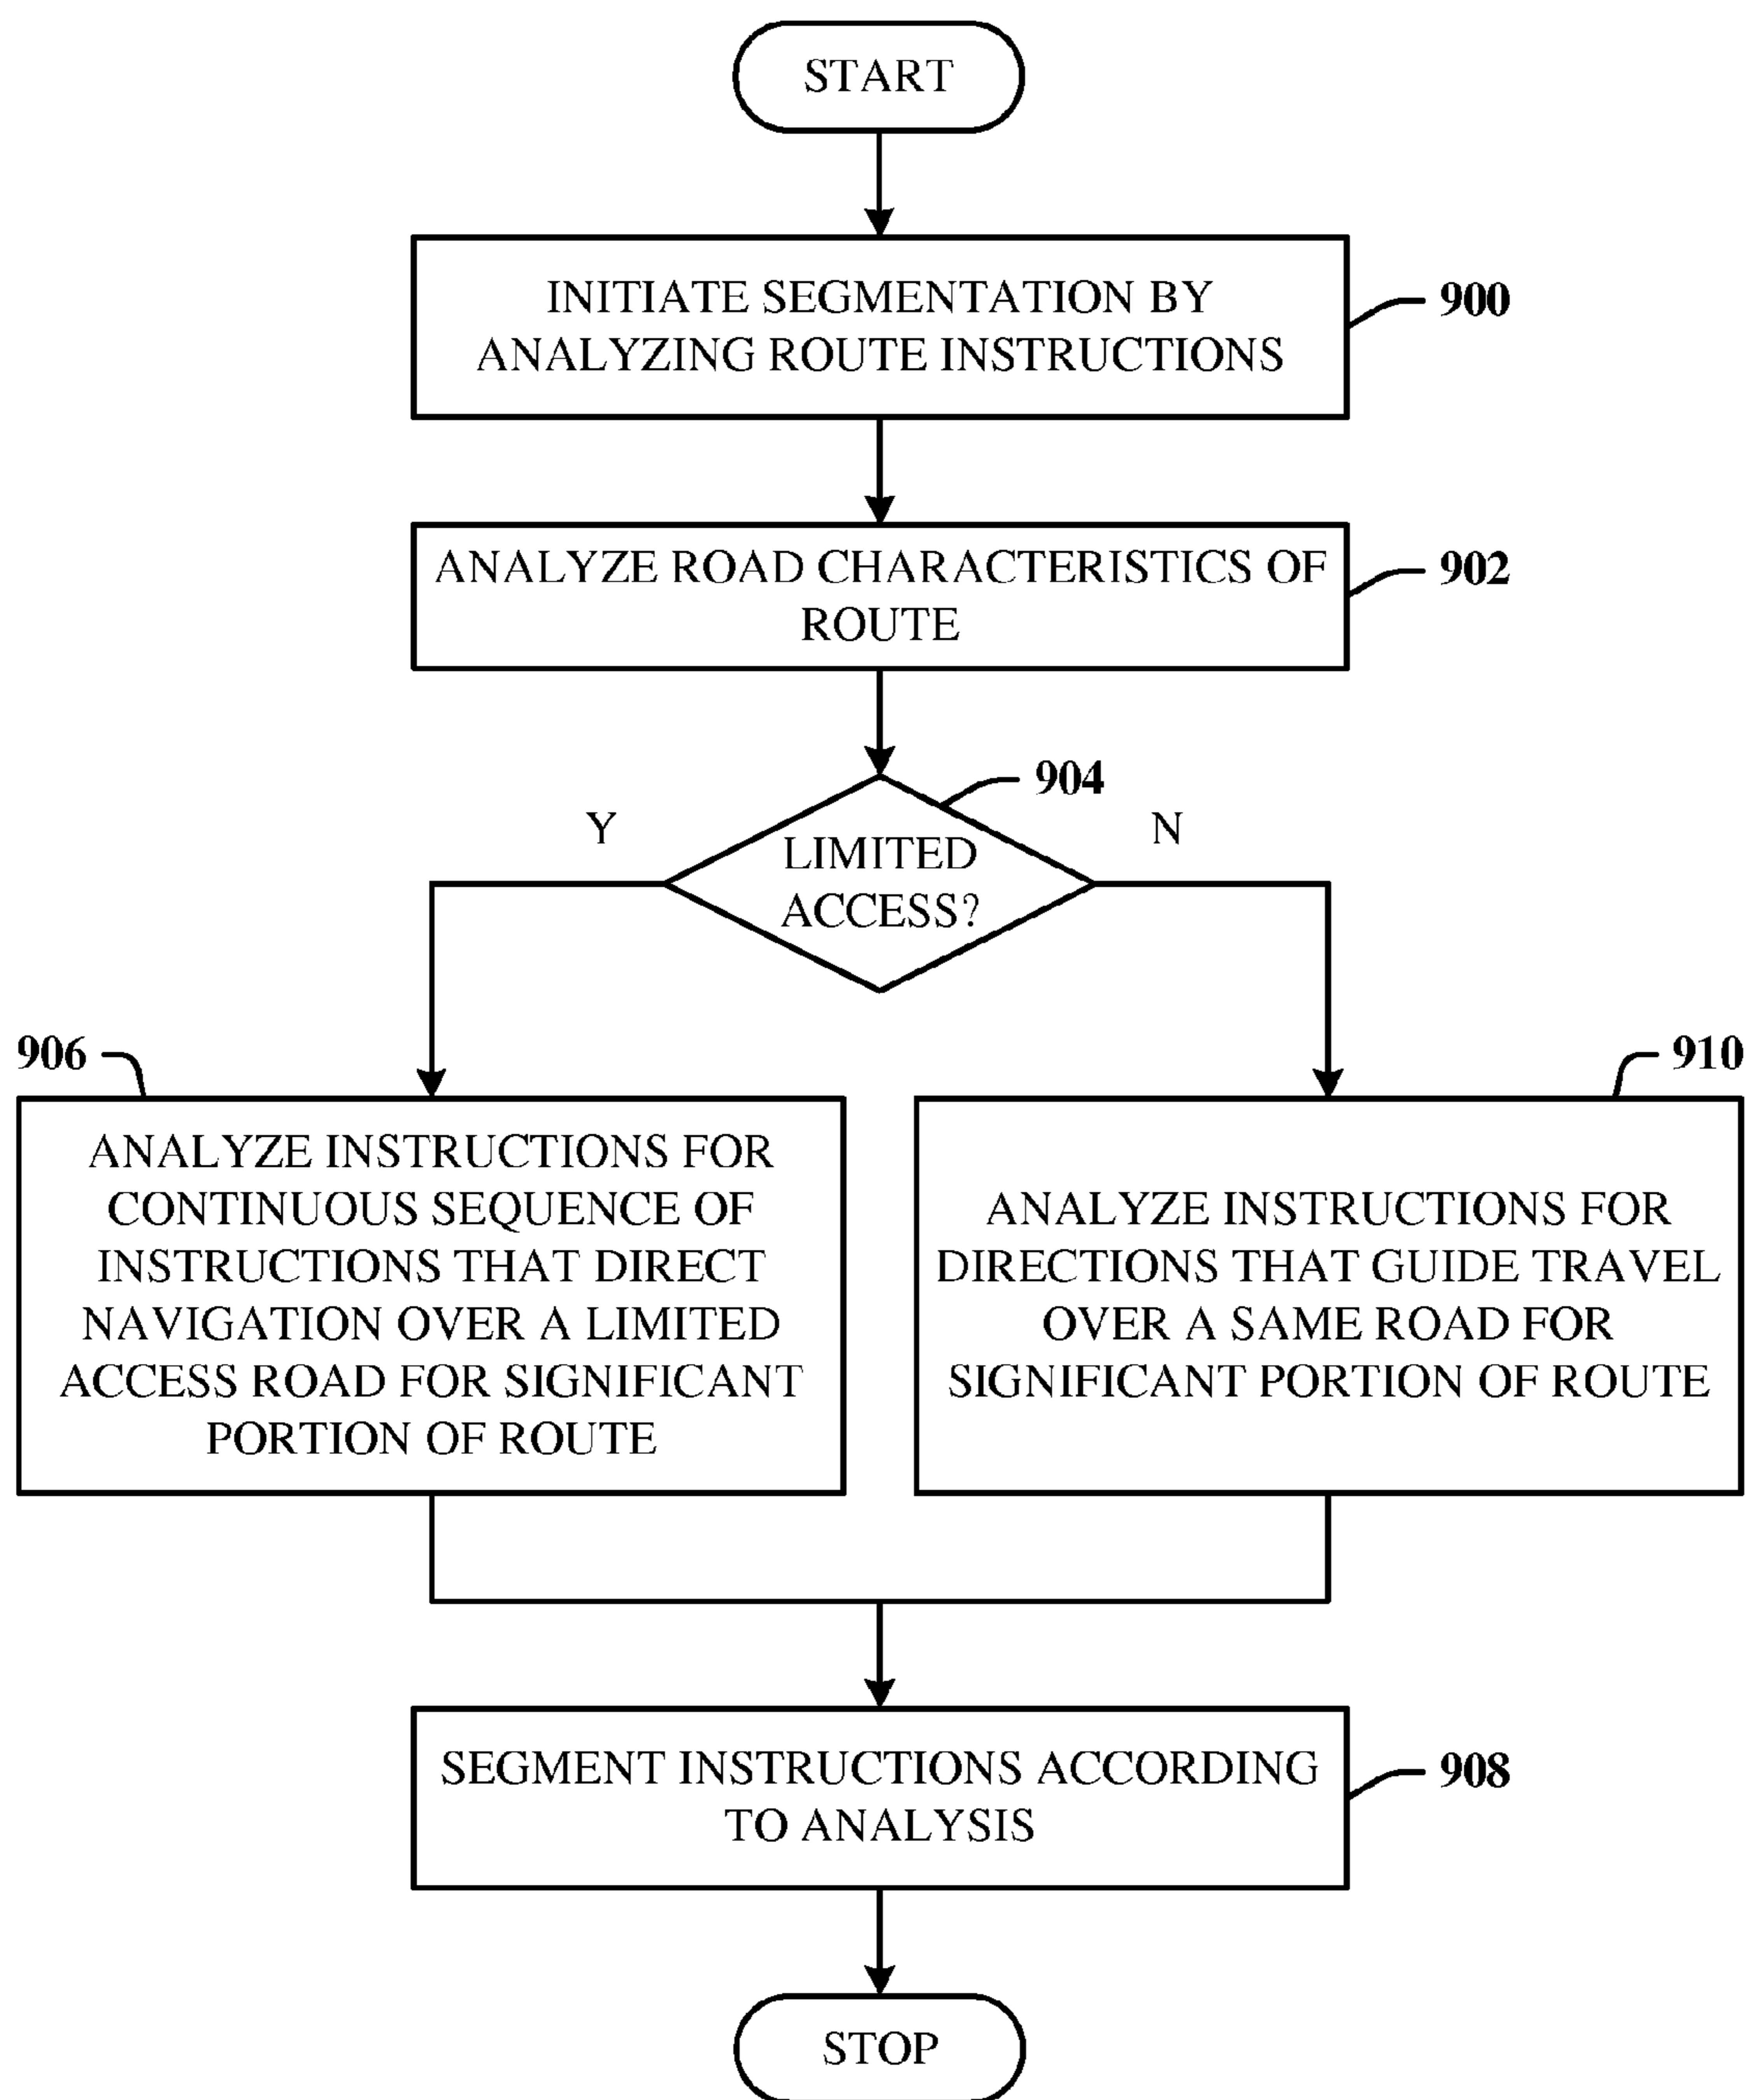 START
INITIATE SEGMENTATION BY
ANALYZING ROUTE INSTRUCTIONS
900
ANALYZE ROAD CHARACTERISTICS OF
ROUTE
902
904
Y
N
LIMITED
ACCESS?
906
910
ANALYZE INSTRUCTIONS FOR
CONTINUOUS SEQUENCE OF
INSTRUCTIONS THAT DIRECT
NAVIGATION OVER A LIMITED
ACCESS ROAD FOR SIGNIFICANT
PORTION OF ROUTE
ANALYZE INSTRUCTIONS FOR
DIRECTIONS THAT GUIDE TRAVEL
OVER A SAME ROAD FOR
SIGNIFICANT PORTION OF ROUTE
SEGMENT INSTRUCTIONS ACCORDING
TO ANALYSIS
908
STOP